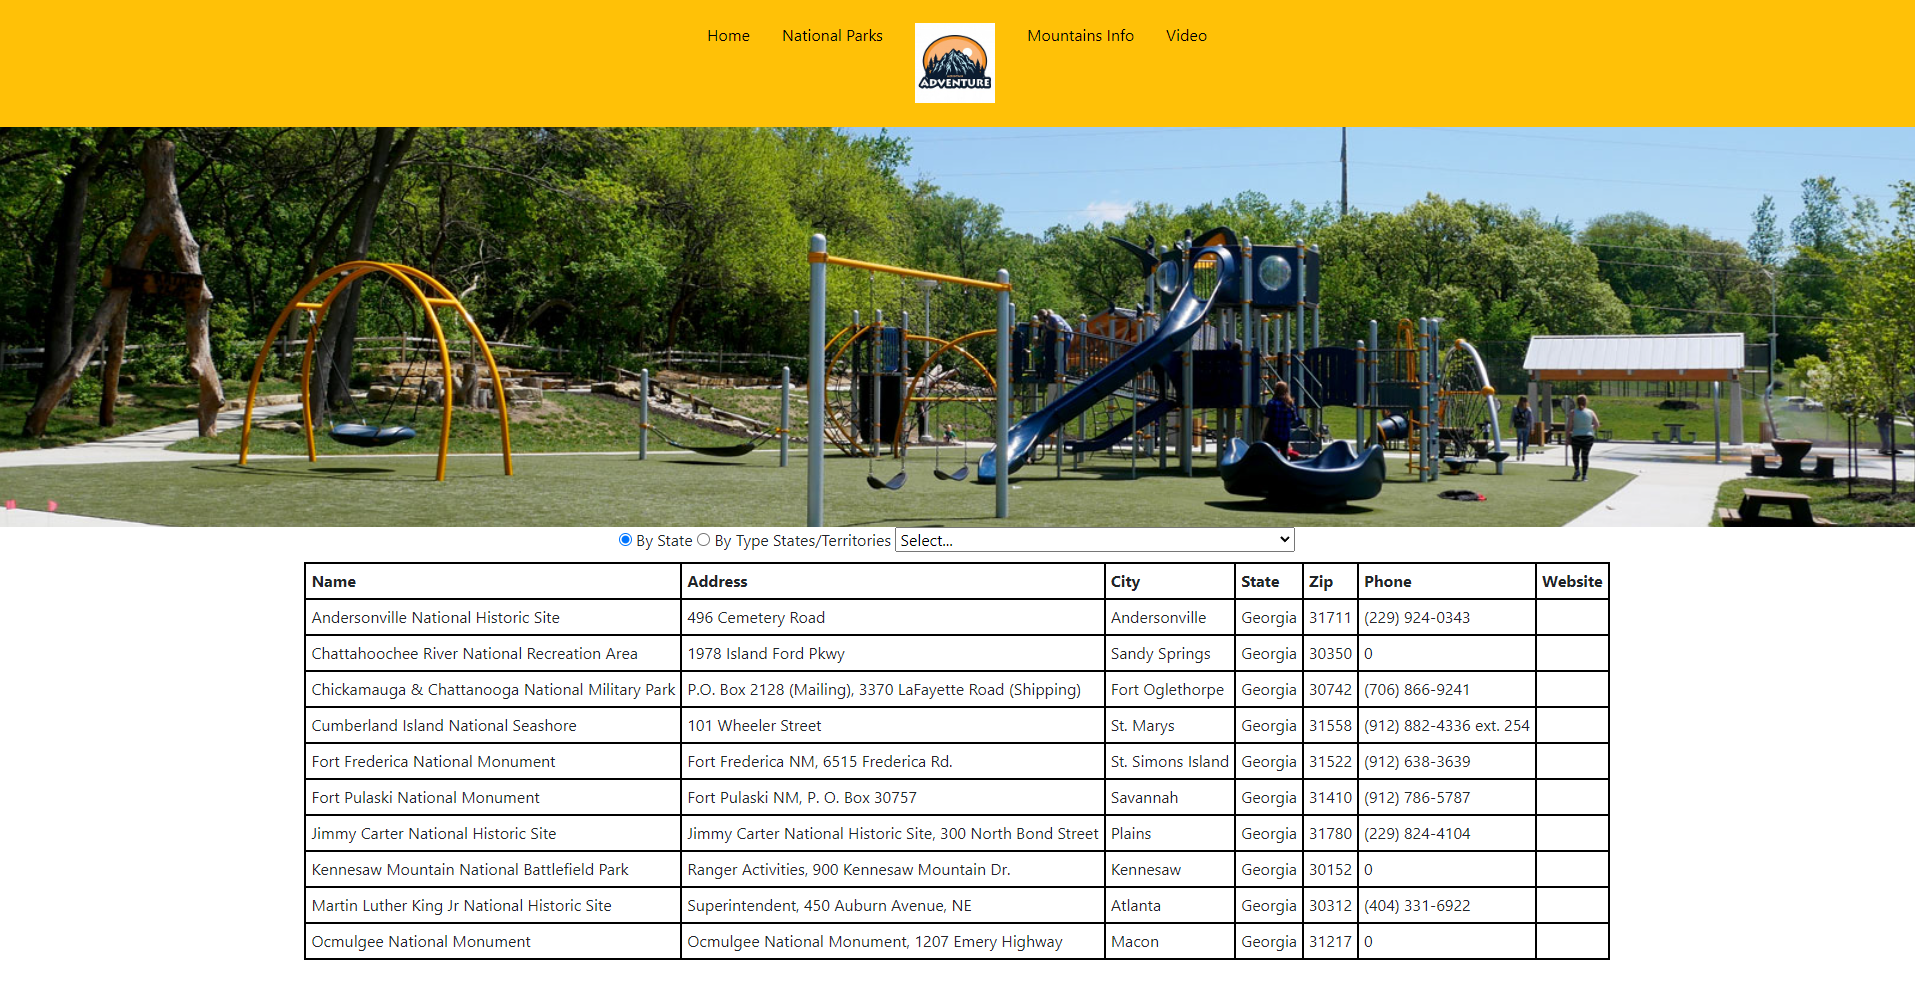 Home National Parks Mountains Info Video
ADVENTURE
By State By Type States/Territories Select...
Name Address City State Zip Phone Website
Andersonville National Historic Site 496 Cemetery Road Andersonville Georgia 31711 (229) 924-0343
Chattahoochee River National Recreation Area 1978 Island Ford Pkwy Sandy Springs Georgia 30350 0
Chickamauga & Chattanooga National Military Park P.O. Box 2128 (Mailing), 3370 LaFayette Road (Shipping) Fort Oglethorpe Georgia 30742 (706) 866-9241
Cumberland Island National Seashore 101 Wheeler Street St. Marys Georgia 31558 (912) 882-4336 ext. 254
Fort Frederica National Monument Fort Frederica NM, 6515 Frederica Rd. St. Simons Island Georgia 31522 (912) 638-3639
Fort Pulaski National Monument Fort Pulaski NM, P. O. Box 30757 Savannah Georgia 31410 (912) 786-5787
Jimmy Carter National Historic Site Jimmy Carter National Historic Site, 300 North Bond Street Plains Georgia 31780 (229) 824-4104
Kennesaw Mountain National Battlefield Park Ranger Activities, 900 Kennesaw Mountain Dr. Kennesaw Georgia 30152 0
Martin Luther King Jr National Historic Site Superintendent, 450 Auburn Avenue, NE Atlanta Georgia 30312 (404) 331-6922
Ocmulgee National Monument Ocmulgee National Monument, 1207 Emery Highway Macon Georgia 31217 0